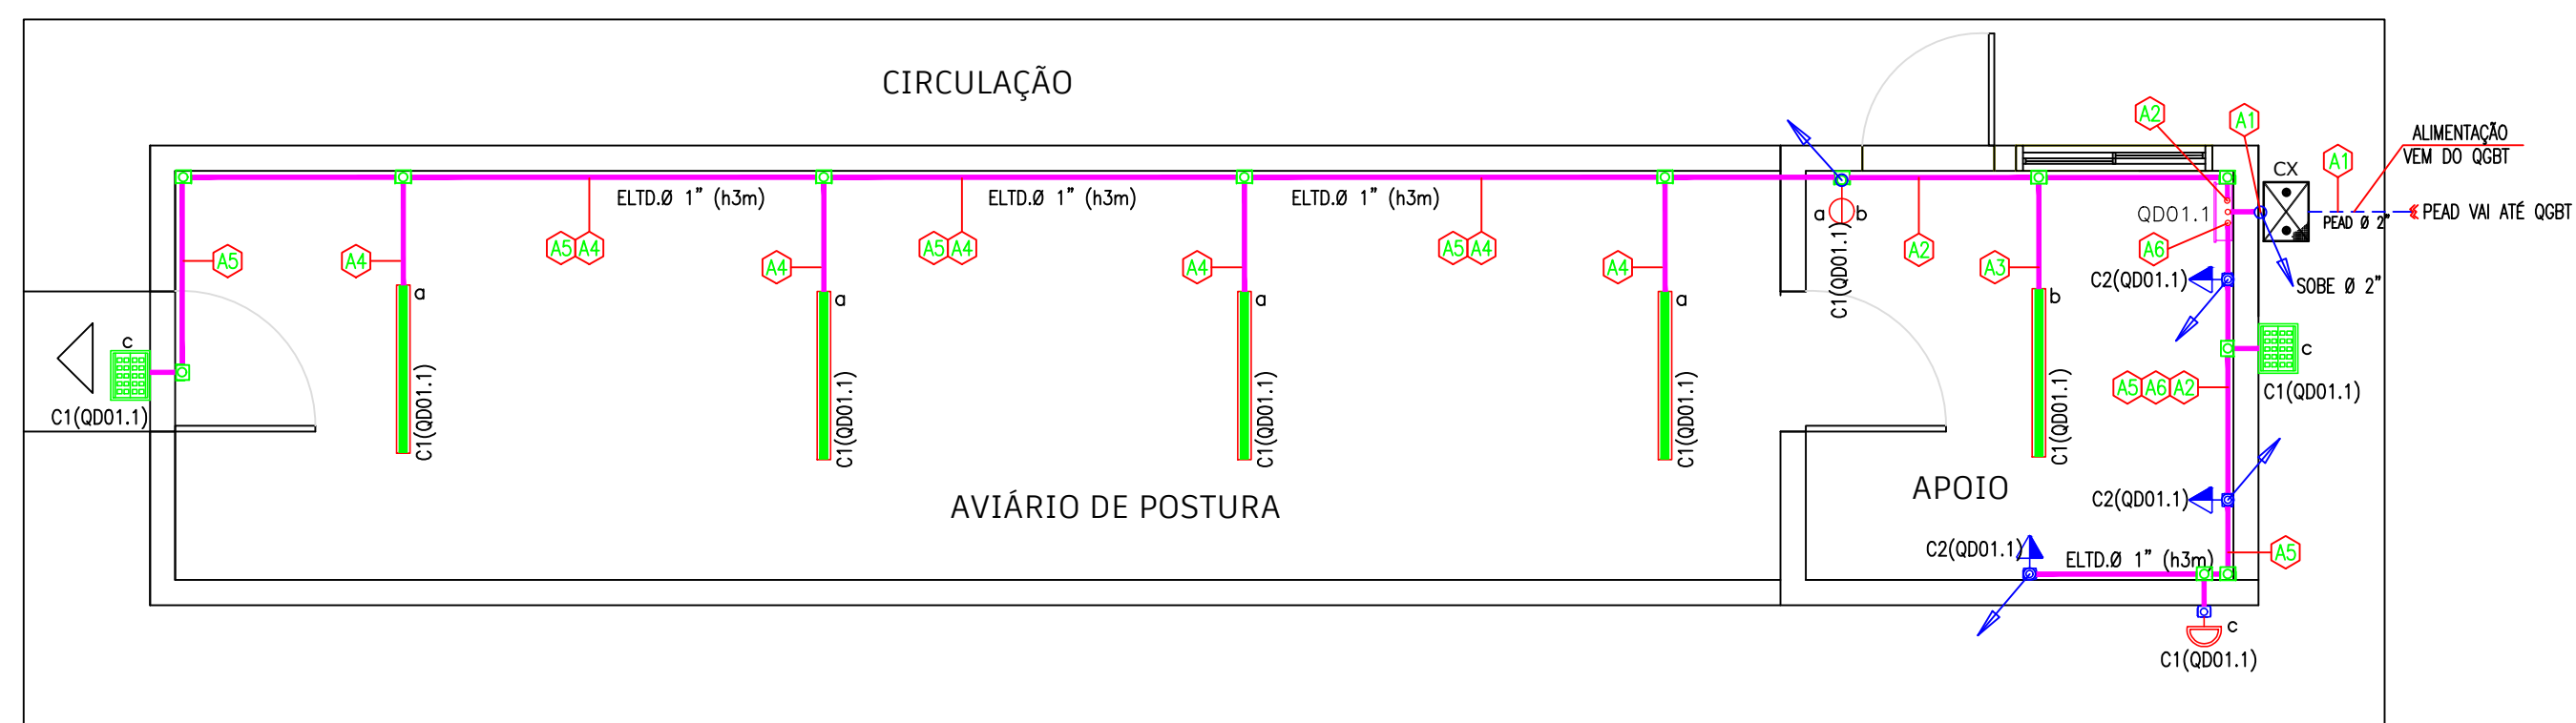 CIRCULAÇÃO
A2
A1
ALIMENTAÇÃO
VEM DO QGBT
A1
CX
ELTD.Ø 1" (h3m)
ELTD.Ø 1" (h3m)
ELTD.Ø 1" (h3m)
a
b
QD01.1
PEAD Ø 2"
PEAD VAI ATÉ QGBT
A5
A4
A5
A4
A4
A5
A4
A4
A5
A4
A4
C1(QD01.1)
A2
A3
A6
C2(QD01.1)
SOBE Ø 2"
a
a
a
a
b
c
c
C1(QD01.1)
C1(QD01.1)
C1(QD01.1)
C1(QD01.1)
C1(QD01.1)
C1(QD01.1)
A5
A6
A2
C1(QD01.1)
AVIÁRIO DE POSTURA
APOIO
C2(QD01.1)
C2(QD01.1)
ELTD.Ø 1" (h3m)
A5
c
C1(QD01.1)